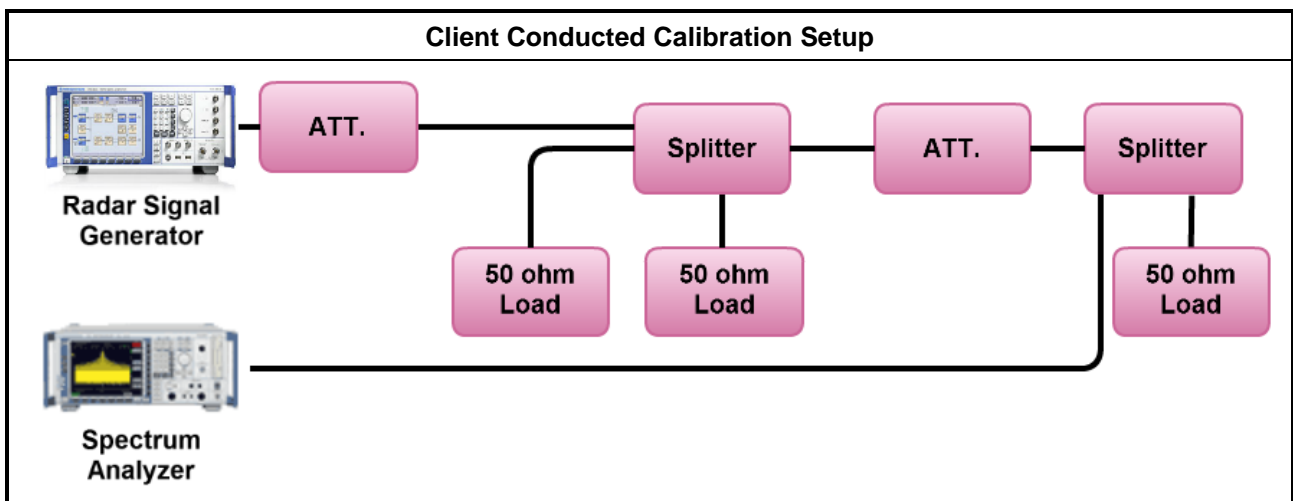 Client Conducted Calibration Setup
ATT.
Splitter
ATT.
Splitter
Radar Signal
Generator
50 ohm
Load
50 ohm
Load
50 ohm
Load
Spectrum
Analyzer